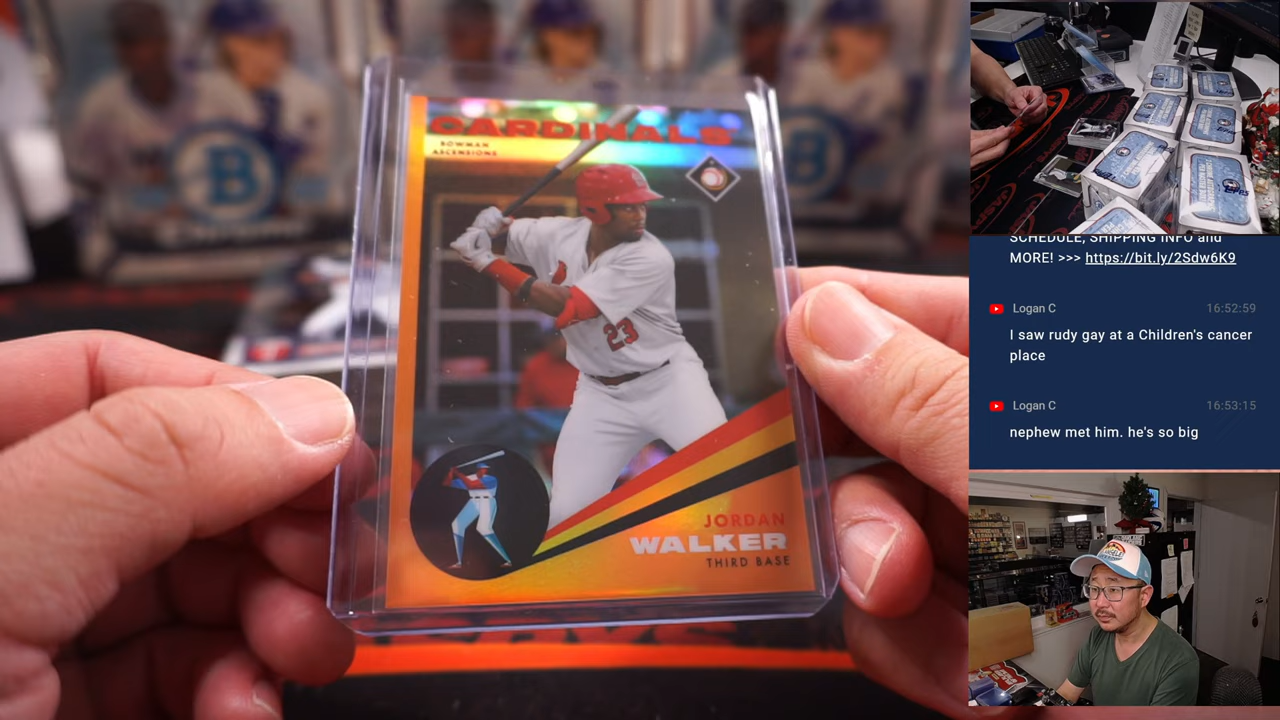 CARDINALS
BOWMAN
ASCENSIONS
23
JORDAN
WALKER
THIRD BASE
B
B
SCHEDULE, SHIPPING INFO and
MORE! >>> https://bit.ly/2Sdw6K9
Logan C 16:52:59
I saw rudy gay at a Children's cancer
place
Logan C 16:53:15
nephew met him. he's so big